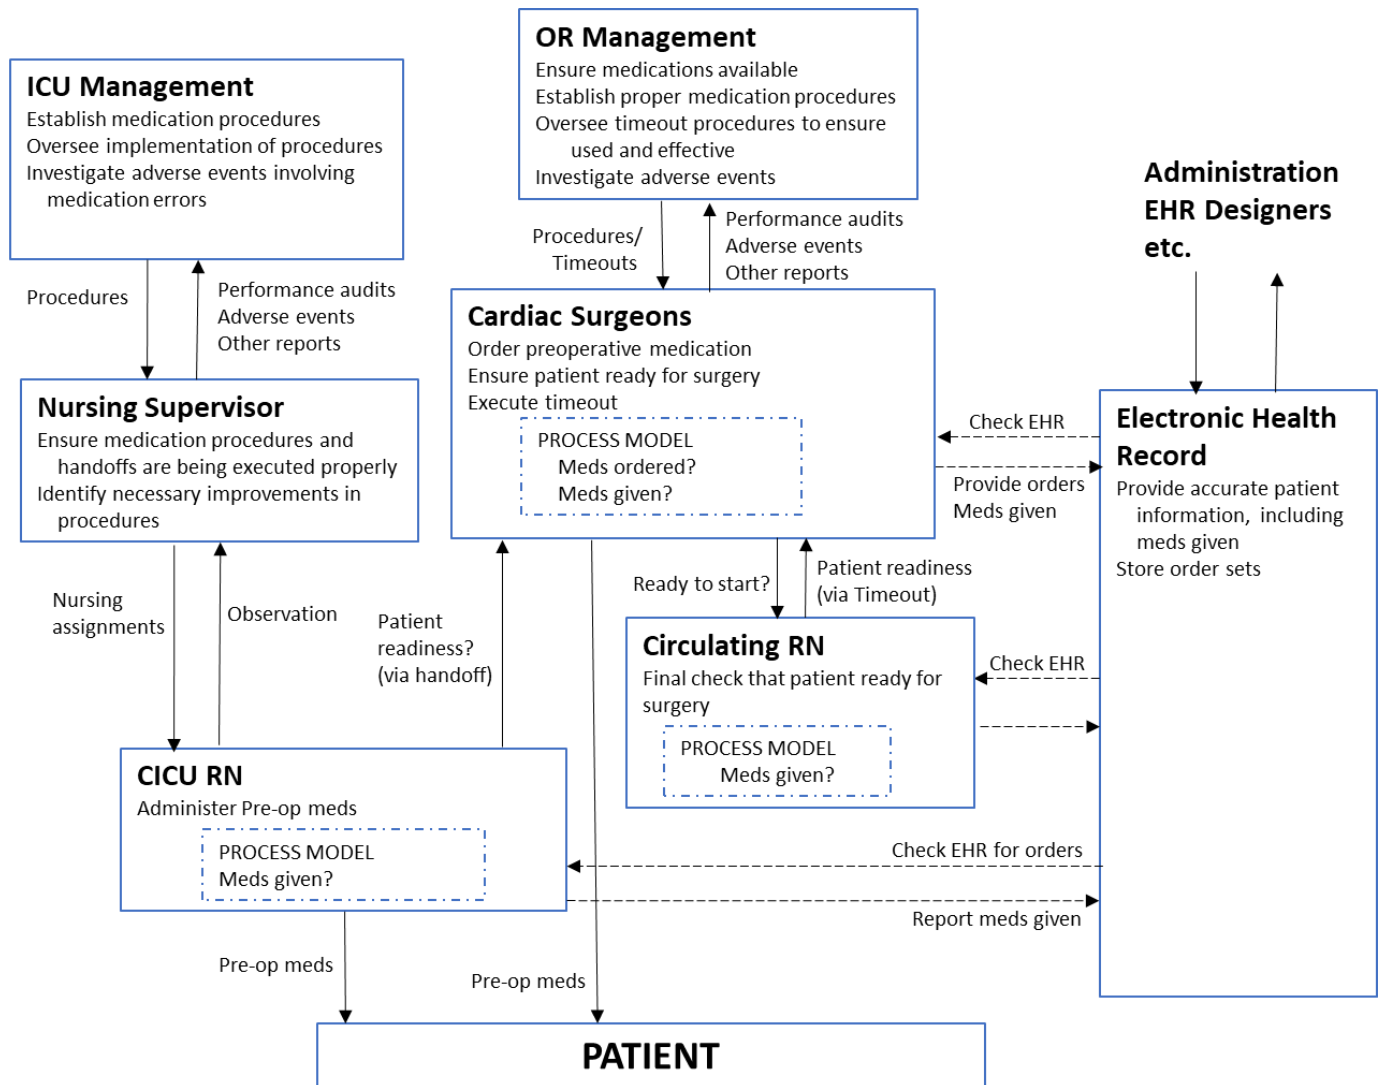 OR Management
Ensure medications available
Establish proper medication procedures
Oversee timeout procedures to ensure
used and effective
Investigate adverse events
ICU Management
Establish medication procedures
Oversee implementation of procedures
Investigate adverse events involving
medication errors
Administration
EHR Designers
etc.
Procedures/
Timeouts
Performance audits
Adverse events
Other reports
Procedures
Performance audits
Adverse events
Other reports
Cardiac Surgeons
Order preoperative medication
Ensure patient ready for surgery
Execute timeout
PROCESS MODEL
Meds ordered?
Meds given?
Nursing Supervisor
Ensure medication procedures and
handoffs are being executed properly
Identify necessary improvements in
procedures
Check EHR
Provide orders
Meds given
Electronic Health
Record
Provide accurate patient
information, including
meds given
Store order sets
Nursing
assignments
Observation
Patient
readiness?
(via handoff)
Ready to start?
Patient readiness
(via Timeout)
Circulating RN
Final check that patient ready for
surgery
PROCESS MODEL
Meds given?
Check EHR
CICU RN
Administer Pre-op meds
PROCESS MODEL
Meds given?
Check EHR for orders
Report meds given
Pre-op meds
Pre-op meds
PATIENT